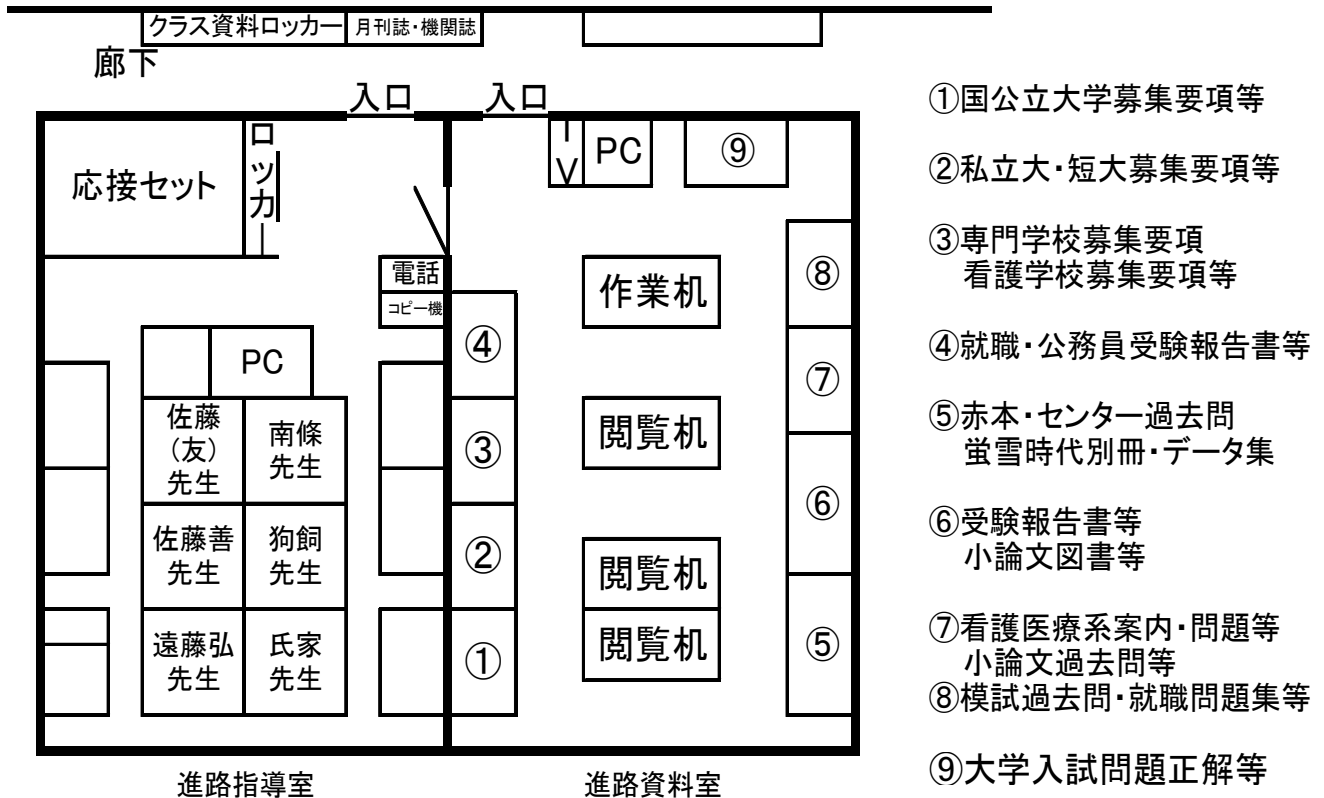 クラス資料ロッカー
月刊誌・機関誌
廊下
入口
入口
応接セット
ロッカー
TV
PC
⑨
電話
コピー機
作業机
⑧
④
PC
⑦
佐藤
（友）
先生
南條
先生
③
閲覧机
佐藤善
先生
狗飼
先生
②
閲覧机
⑥
遠藤弘
先生
氏家
先生
①
閲覧机
⑤
進路指導室
進路資料室
①国公立大学募集要項等
②私立大・短大募集要項等
③専門学校募集要項
看護学校募集要項等
④就職・公務員受験報告書等
⑤赤本・センター過去問
蛍雪時代別冊・データ集
⑥受験報告書等
小論文図書等
⑦看護医療系案内・問題等
小論文過去問等
⑧模試過去問・就職問題集等
⑨大学入試問題正解等